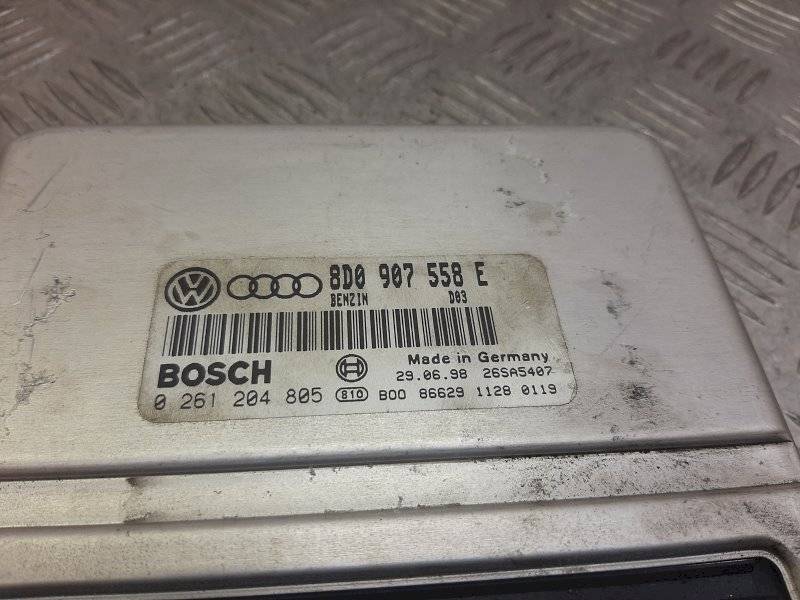 VW 8D0 907 558 E
BENZIN D03
BOSCH Made in Germany
29.06.98 26SA5407
0 261 204 805 810 B00 86629 1128 0119